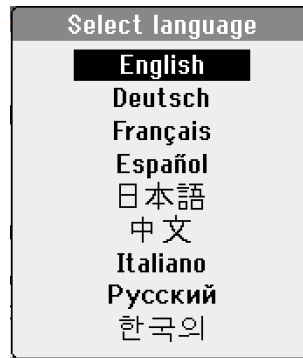 Select language
English
Deutsch
Français
Español
日本語
中文
Italiano
Русский
한국의